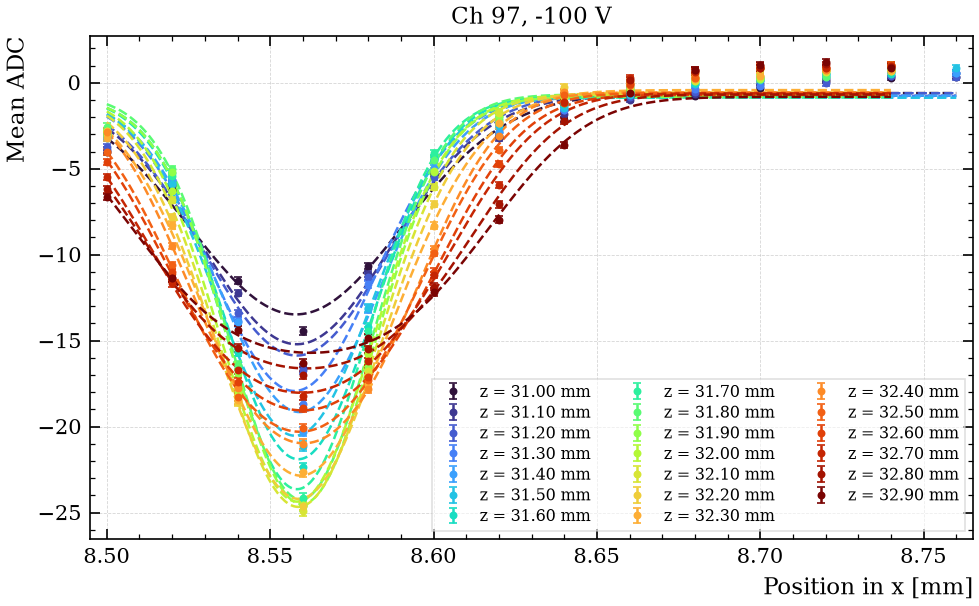 Ch 97, -100 V
Mean ADC
0
−5
−10
−15
−20
−25
8.50
8.55
8.60
8.65
8.70
8.75
Position in x [mm]
z = 31.00 mm
z = 31.10 mm
z = 31.20 mm
z = 31.30 mm
z = 31.40 mm
z = 31.50 mm
z = 31.60 mm
z = 31.70 mm
z = 31.80 mm
z = 31.90 mm
z = 32.00 mm
z = 32.10 mm
z = 32.20 mm
z = 32.30 mm
z = 32.40 mm
z = 32.50 mm
z = 32.60 mm
z = 32.70 mm
z = 32.80 mm
z = 32.90 mm